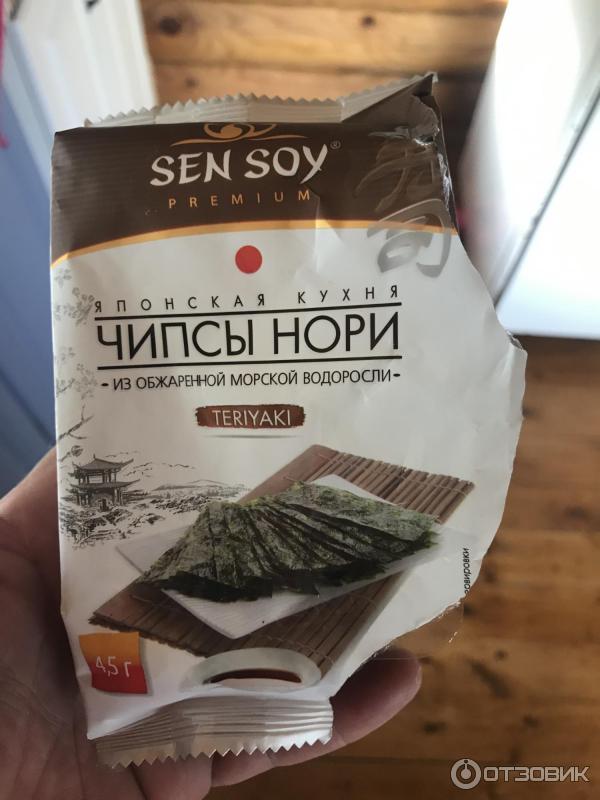 SEN SOY®
PREMIUM
ЯПОНСКАЯ КУХНЯ
ЧИПСЫ НОРИ
- ИЗ ОБЖАРЕННОЙ МОРСКОЙ ВОДОРОСЛИ -
TERIYAKI
4,5 г
ОТЗОВИК